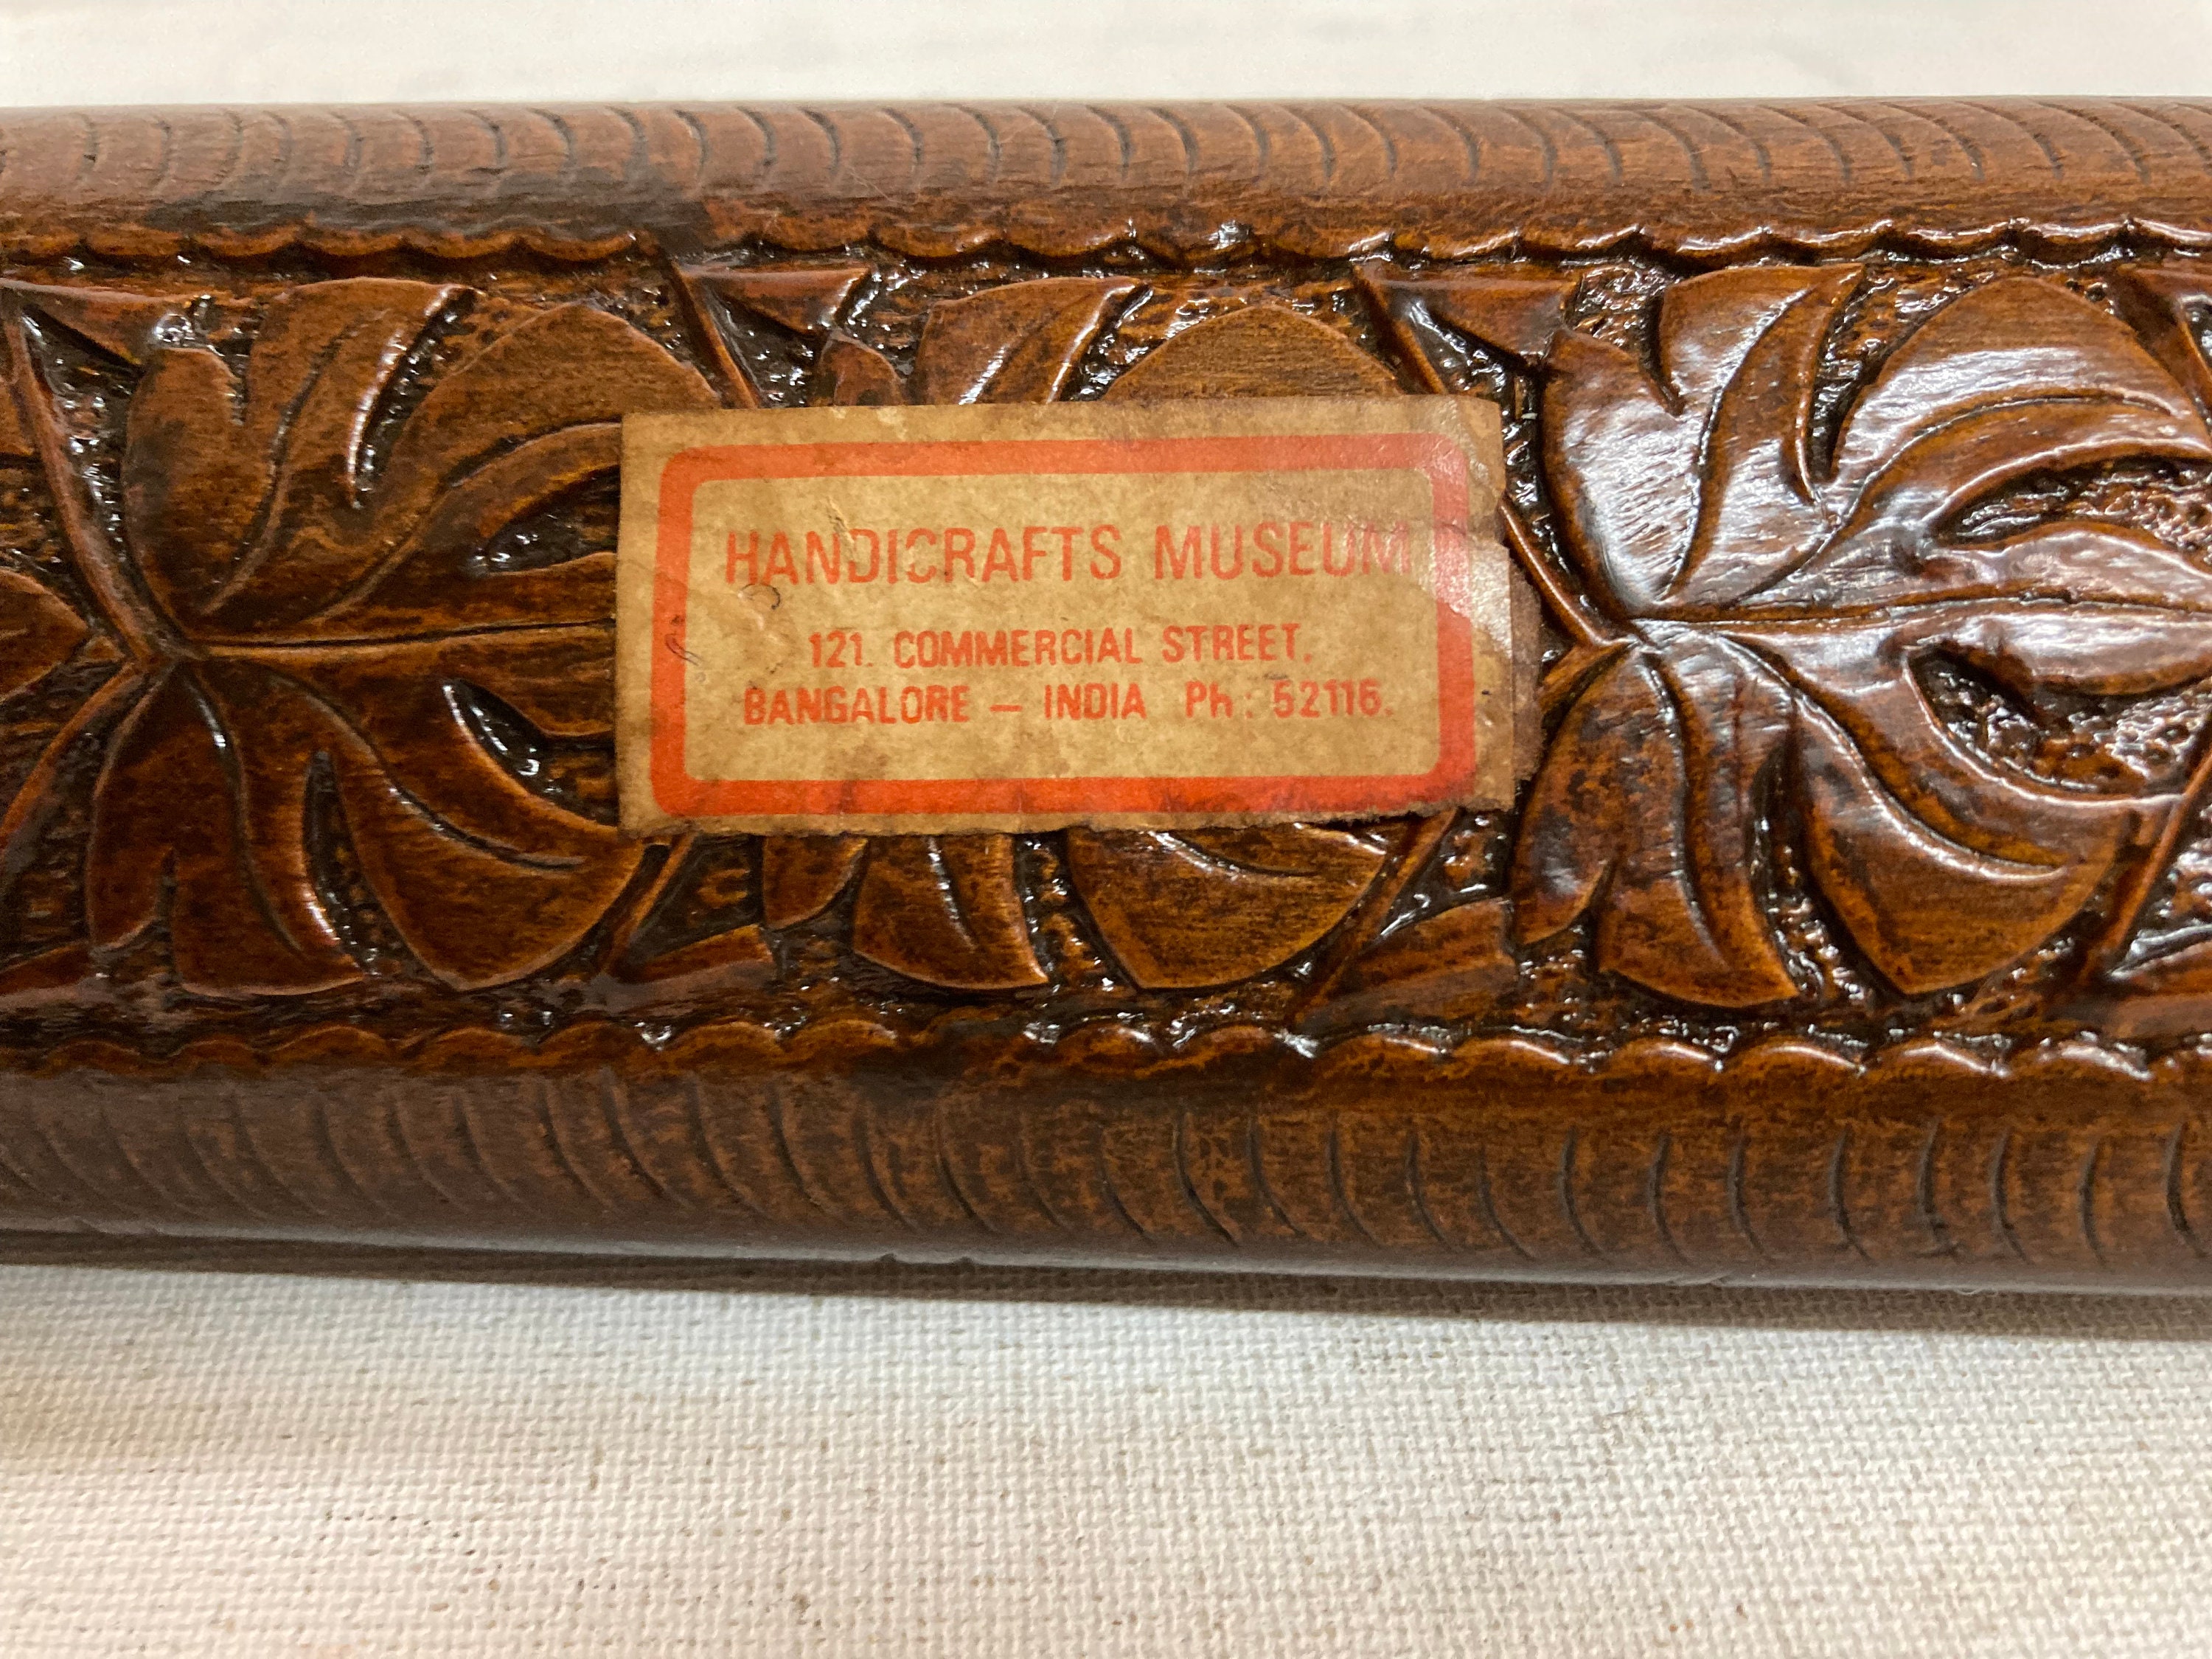 HANDICRAFTS MUSEUM
121. COMMERCIAL STREET,
BANGALORE – INDIA Ph: 52116.